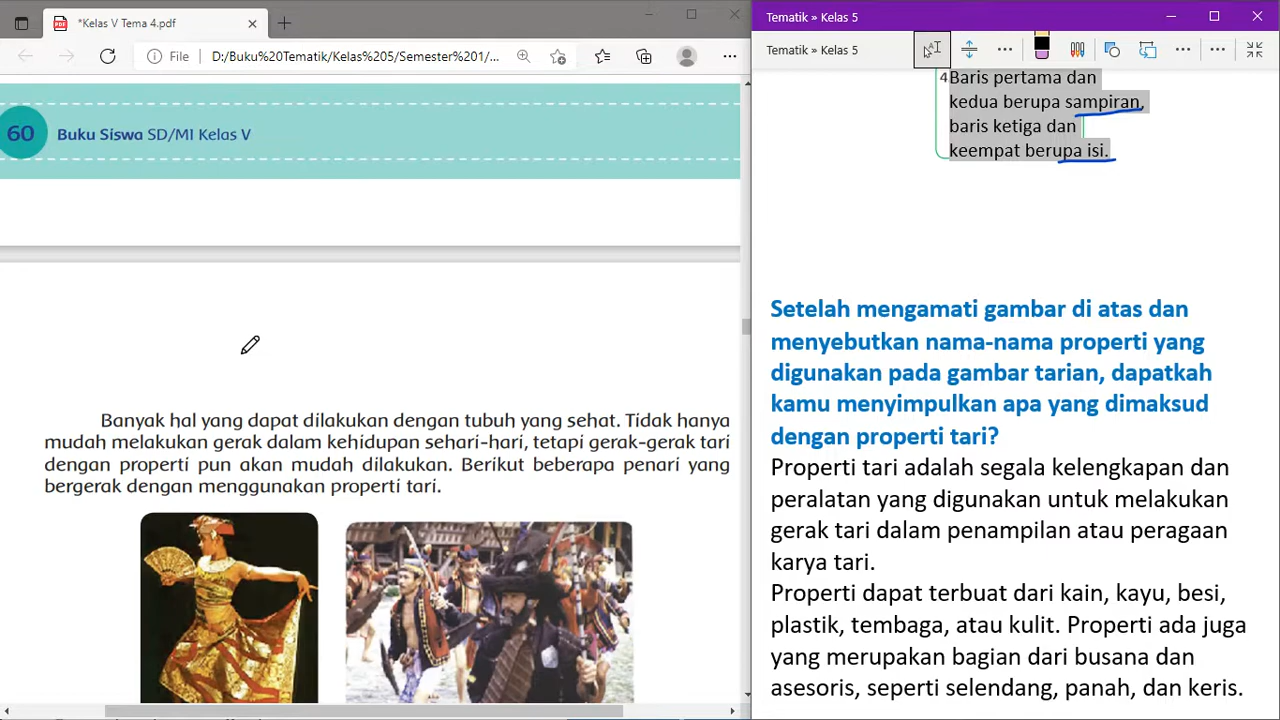 *Kelas V Tema 4.pdf
File
D:/Buku%20Tematik/Kelas%205/Semester%201/...
60 Buku Siswa SD/MI Kelas V
Banyak hal yang dapat dilakukan dengan tubuh yang sehat. Tidak hanya
mudah melakukan gerak dalam kehidupan sehari-hari, tetapi gerak-gerak tari
dengan properti pun akan mudah dilakukan. Berikut beberapa penari yang
bergerak dengan menggunakan properti tari.
Tematik » Kelas 5
Tematik » Kelas 5
4 Baris pertama dan
kedua berupa sampiran,
baris ketiga dan
keempat berupa isi.
Setelah mengamati gambar di atas dan
menyebutkan nama-nama properti yang
digunakan pada gambar tarian, dapatkah
kamu menyimpulkan apa yang dimaksud
dengan properti tari?
Properti tari adalah segala kelengkapan dan
peralatan yang digunakan untuk melakukan
gerak tari dalam penampilan atau peragaan
karya tari.
Properti dapat terbuat dari kain, kayu, besi,
plastik, tembaga, atau kulit. Properti ada juga
yang merupakan bagian dari busana dan
asesoris, seperti selendang, panah, dan keris.